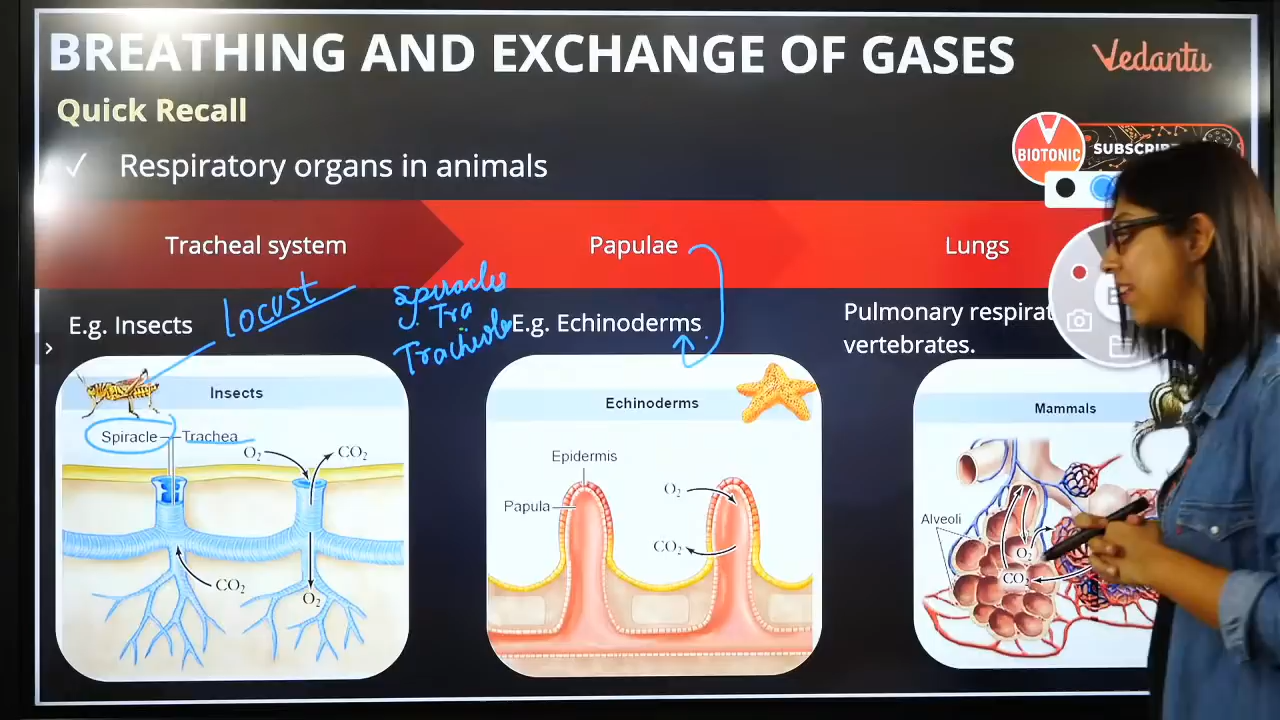 BREATHING AND EXCHANGE OF GASES
Vedantu
Quick Recall
✓ Respiratory organs in animals
BIOTONIC
SUBSCRIBE
Tracheal system
Papulae
Lungs
locust
Spiracles
Tra
Tracheole
E.g. Insects
E.g. Echinoderms
Pulmonary respirat
vertebrates.
Insects
Spiracle
Trachea
O2
CO2
CO2
O2
Echinoderms
Epidermis
Papula
O2
CO2
Mammals
Alveoli
O2
CO2